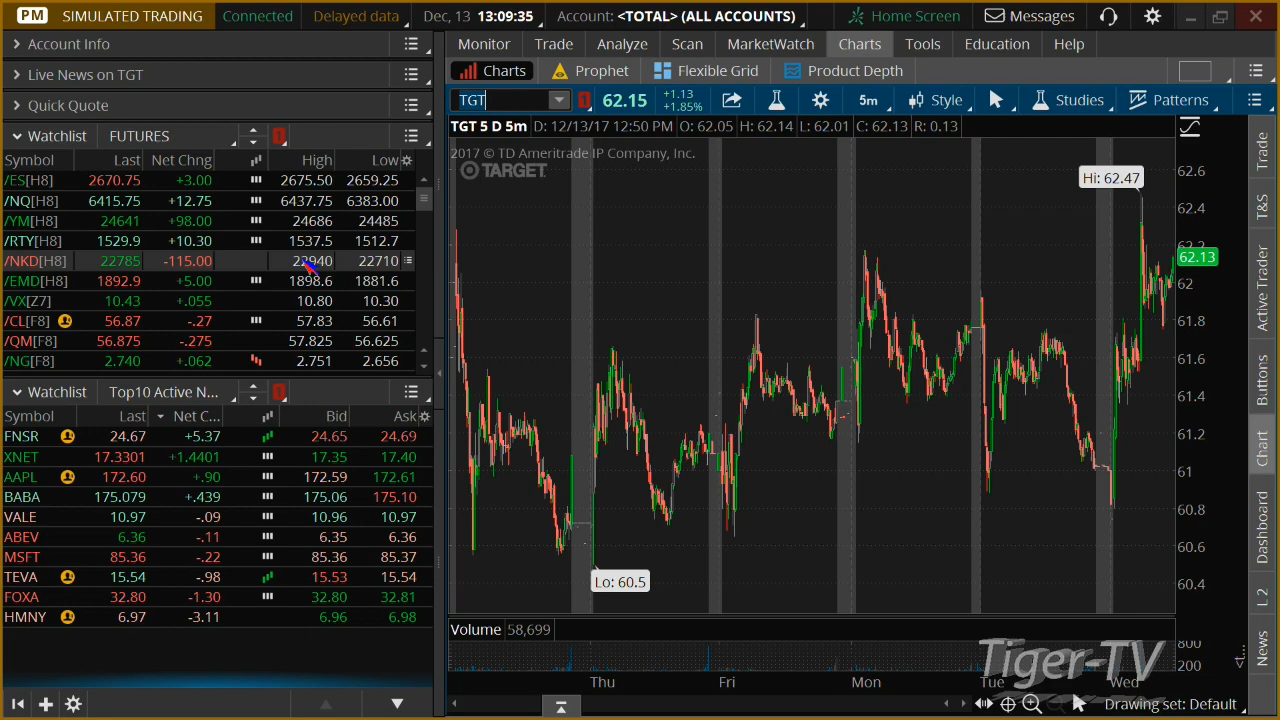 PM SIMULATED TRADING Connected Delayed data Dec, 13 13:09:35 Account: <TOTAL> (ALL ACCOUNTS) Home Screen Messages
Account Info
Live News on TGT
Quick Quote
Watchlist FUTURES
Symbol Last Net Chng High Low
/ES[H8] 2670.75 +3.00 2675.50 2659.25
/NQ[H8] 6415.75 +12.75 6437.75 6383.00
/YM[H8] 24641 +98.00 24686 24485
/RTY[H8] 1529.9 +10.30 1537.5 1512.7
/NKD[H8] 22785 -115.00 22940 22710
/EMD[H8] 1892.9 +5.00 1898.6 1881.6
/VX[Z7] 10.43 +.055 10.80 10.30
/CL[F8] 56.87 -.27 57.83 56.61
/QM[F8] 56.875 -.275 57.825 56.625
/NG[F8] 2.740 +.062 2.751 2.656
Watchlist Top10 Active N...
Symbol Last Net C... Bid Ask
FNSR 24.67 +5.37 24.65 24.69
XNET 17.3301 +1.4401 17.35 17.40
AAPL 172.60 +.90 172.59 172.61
BABA 175.079 +.439 175.06 175.10
VALE 10.97 -.09 10.96 10.97
ABEV 6.36 -.11 6.35 6.36
MSFT 85.36 -.22 85.36 85.37
TEVA 15.54 -.98 15.53 15.54
FOXA 32.80 -1.30 32.80 32.81
HMNY 6.97 -3.11 6.96 6.98
Monitor Trade Analyze Scan MarketWatch Charts Tools Education Help
Charts Prophet Flexible Grid Product Depth
TGT 1 62.15 +1.13 +1.85% 5m Style Studies Patterns
TGT 5 D 5m D: 12/13/17 12:50 PM O: 62.05 H: 62.14 L: 62.01 C: 62.13 R: 0.13
2017 © TD Ameritrade IP Company, Inc.
TARGET
Hi: 62.47
Lo: 60.5
62.6
62.4
62.2
62.13
62
61.8
61.6
61.4
61.2
61
60.8
60.6
60.4
Volume 58,699
800
200
Thu Fri Mon Tue Wed
Tiger-TV
Drawing set: Default
Trade
T&S
Active Trader
Buttons
Chart
Dashboard
L 2
News